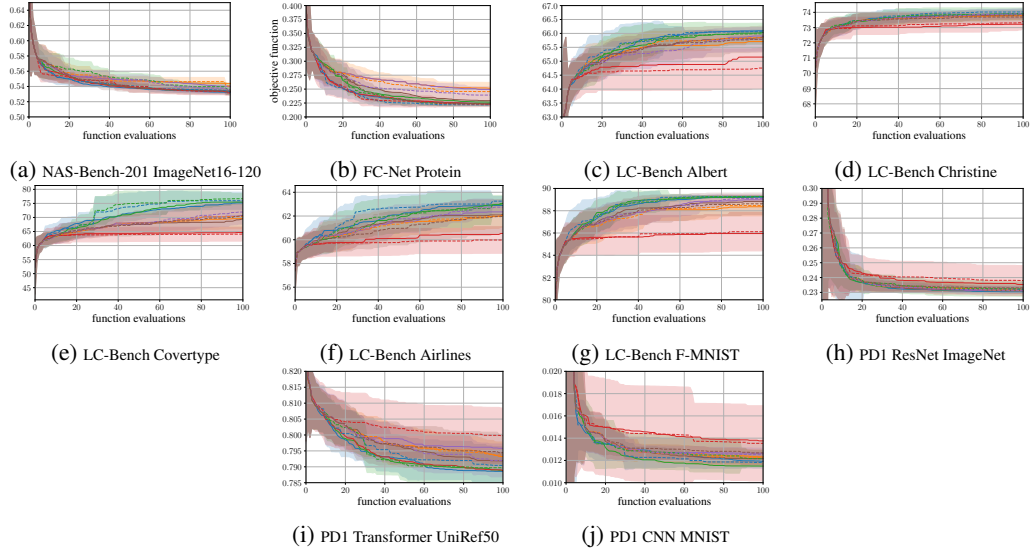 0.64
0.62
0.60
0.58
0.56
0.54
0.52
0.50
0 20 40 60 80 100
function evaluations
objective function
0.400
0.375
0.350
0.325
0.300
0.275
0.250
0.225
0.200
0 20 40 60 80 100
function evaluations
67.0
66.5
66.0
65.5
65.0
64.5
64.0
63.5
63.0
0 20 40 60 80 100
function evaluations
74
73
72
71
70
69
68
0 20 40 60 80 100
function evaluations
(a) NAS-Bench-201 ImageNet16-120
(b) FC-Net Protein
(c) LC-Bench Albert
(d) LC-Bench Christine
80
75
70
65
60
55
50
45
0 20 40 60 80 100
function evaluations
64
62
60
58
56
0 20 40 60 80 100
function evaluations
90
88
86
84
82
80
0 20 40 60 80 100
function evaluations
0.30
0.29
0.28
0.27
0.26
0.25
0.24
0.23
0 20 40 60 80 100
function evaluations
(e) LC-Bench Covertype
(f) LC-Bench Airlines
(g) LC-Bench F-MNIST
(h) PD1 ResNet ImageNet
0.820
0.815
0.810
0.805
0.800
0.795
0.790
0.785
0 20 40 60 80 100
function evaluations
0.020
0.018
0.016
0.014
0.012
0.010
0 20 40 60 80 100
function evaluations
(i) PD1 Transformer UniRef50
(j) PD1 CNN MNIST